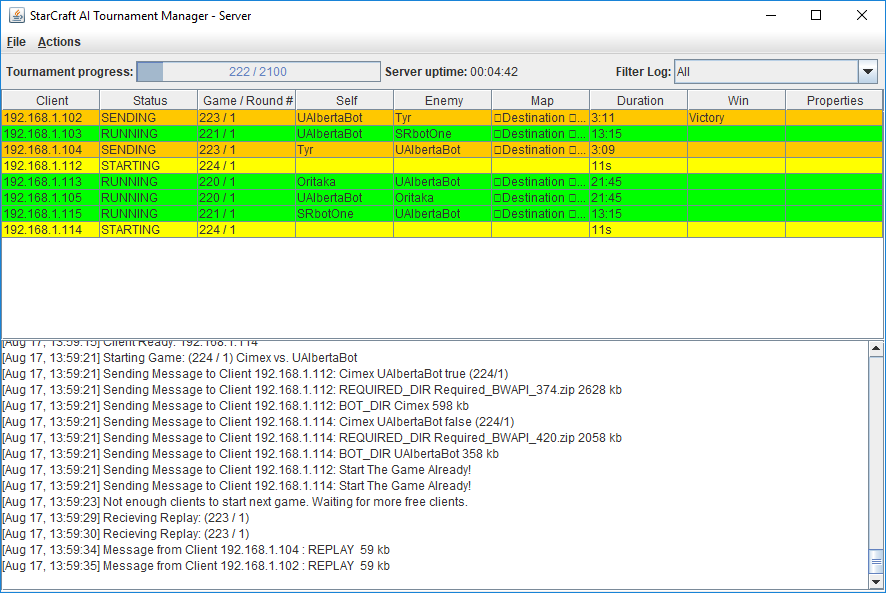 StarCraft AI Tournament Manager - Server
File Actions
Tournament progress: 222 / 2100 Server uptime: 00:04:42 Filter Log: All
Client Status Game / Round # Self Enemy Map Duration Win Properties
192.168.1.102 SENDING 223 / 1 UAlbertaBot Tyr □Destination □... 3:11 Victory
192.168.1.103 RUNNING 221 / 1 UAlbertaBot SRbotOne □Destination □... 13:15
192.168.1.104 SENDING 223 / 1 Tyr UAlbertaBot □Destination □... 3:09
192.168.1.112 STARTING 224 / 1 11s
192.168.1.113 RUNNING 220 / 1 Oritaka UAlbertaBot □Destination □... 21:45
192.168.1.105 RUNNING 220 / 1 UAlbertaBot Oritaka □Destination □... 21:45
192.168.1.115 RUNNING 221 / 1 SRbotOne UAlbertaBot □Destination □... 13:15
192.168.1.114 STARTING 224 / 1 11s
[Aug 17, 13:59:15] Client Ready: 192.168.1.114
[Aug 17, 13:59:21] Starting Game: (224 / 1) Cimex vs. UAlbertaBot
[Aug 17, 13:59:21] Sending Message to Client 192.168.1.112: Cimex UAlbertaBot true (224/1)
[Aug 17, 13:59:21] Sending Message to Client 192.168.1.112: REQUIRED_DIR Required_BWAPI_374.zip 2628 kb
[Aug 17, 13:59:21] Sending Message to Client 192.168.1.112: BOT_DIR Cimex 598 kb
[Aug 17, 13:59:21] Sending Message to Client 192.168.1.114: Cimex UAlbertaBot false (224/1)
[Aug 17, 13:59:21] Sending Message to Client 192.168.1.114: REQUIRED_DIR Required_BWAPI_420.zip 2058 kb
[Aug 17, 13:59:21] Sending Message to Client 192.168.1.114: BOT_DIR UAlbertaBot 358 kb
[Aug 17, 13:59:21] Sending Message to Client 192.168.1.112: Start The Game Already!
[Aug 17, 13:59:21] Sending Message to Client 192.168.1.114: Start The Game Already!
[Aug 17, 13:59:23] Not enough clients to start next game. Waiting for more free clients.
[Aug 17, 13:59:29] Recieving Replay: (223 / 1)
[Aug 17, 13:59:30] Recieving Replay: (223 / 1)
[Aug 17, 13:59:34] Message from Client 192.168.1.104 : REPLAY 59 kb
[Aug 17, 13:59:35] Message from Client 192.168.1.102 : REPLAY 59 kb